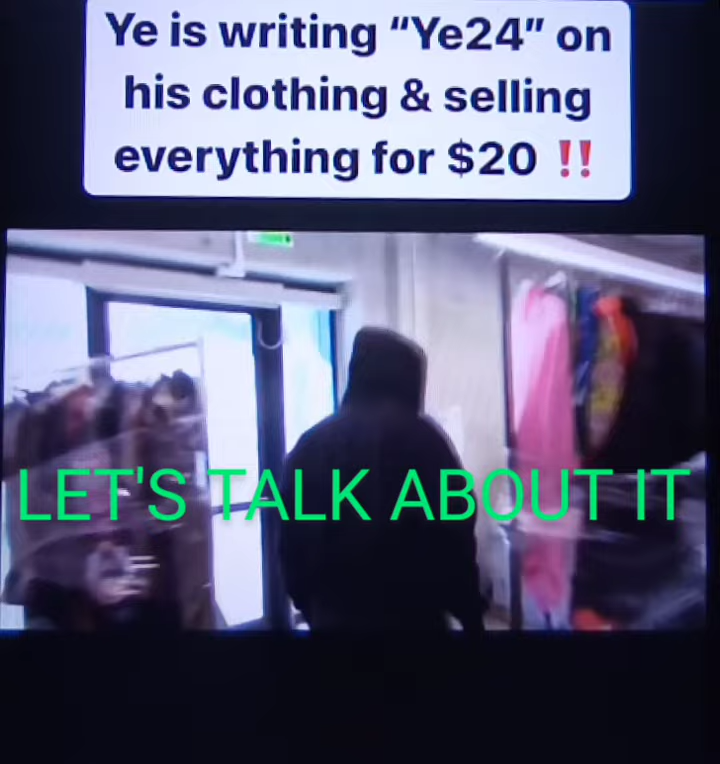 Ye is writing “Ye24” on
his clothing & selling
everything for $20 ‼️
LET'S TALK ABOUT IT